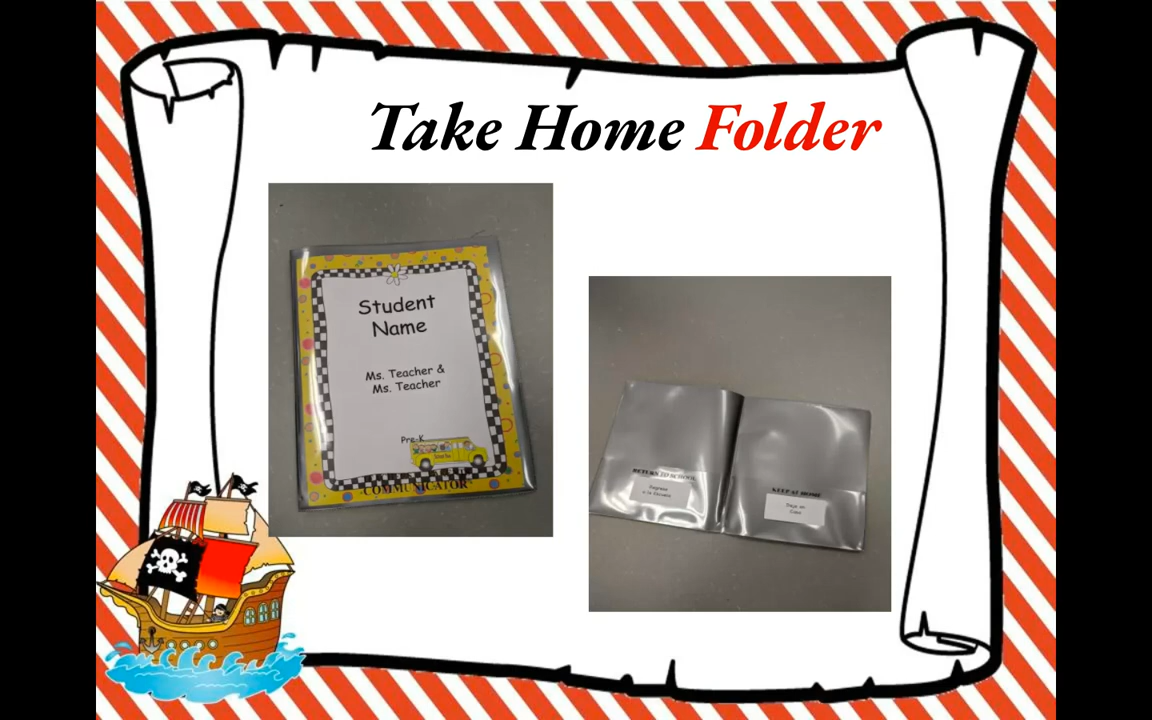 Take Home Folder
Student
Name
Ms. Teacher &
Ms. Teacher
Pre-K
COMMUNICATOR
RETURN TO SCHOOL
KEEP AT HOME